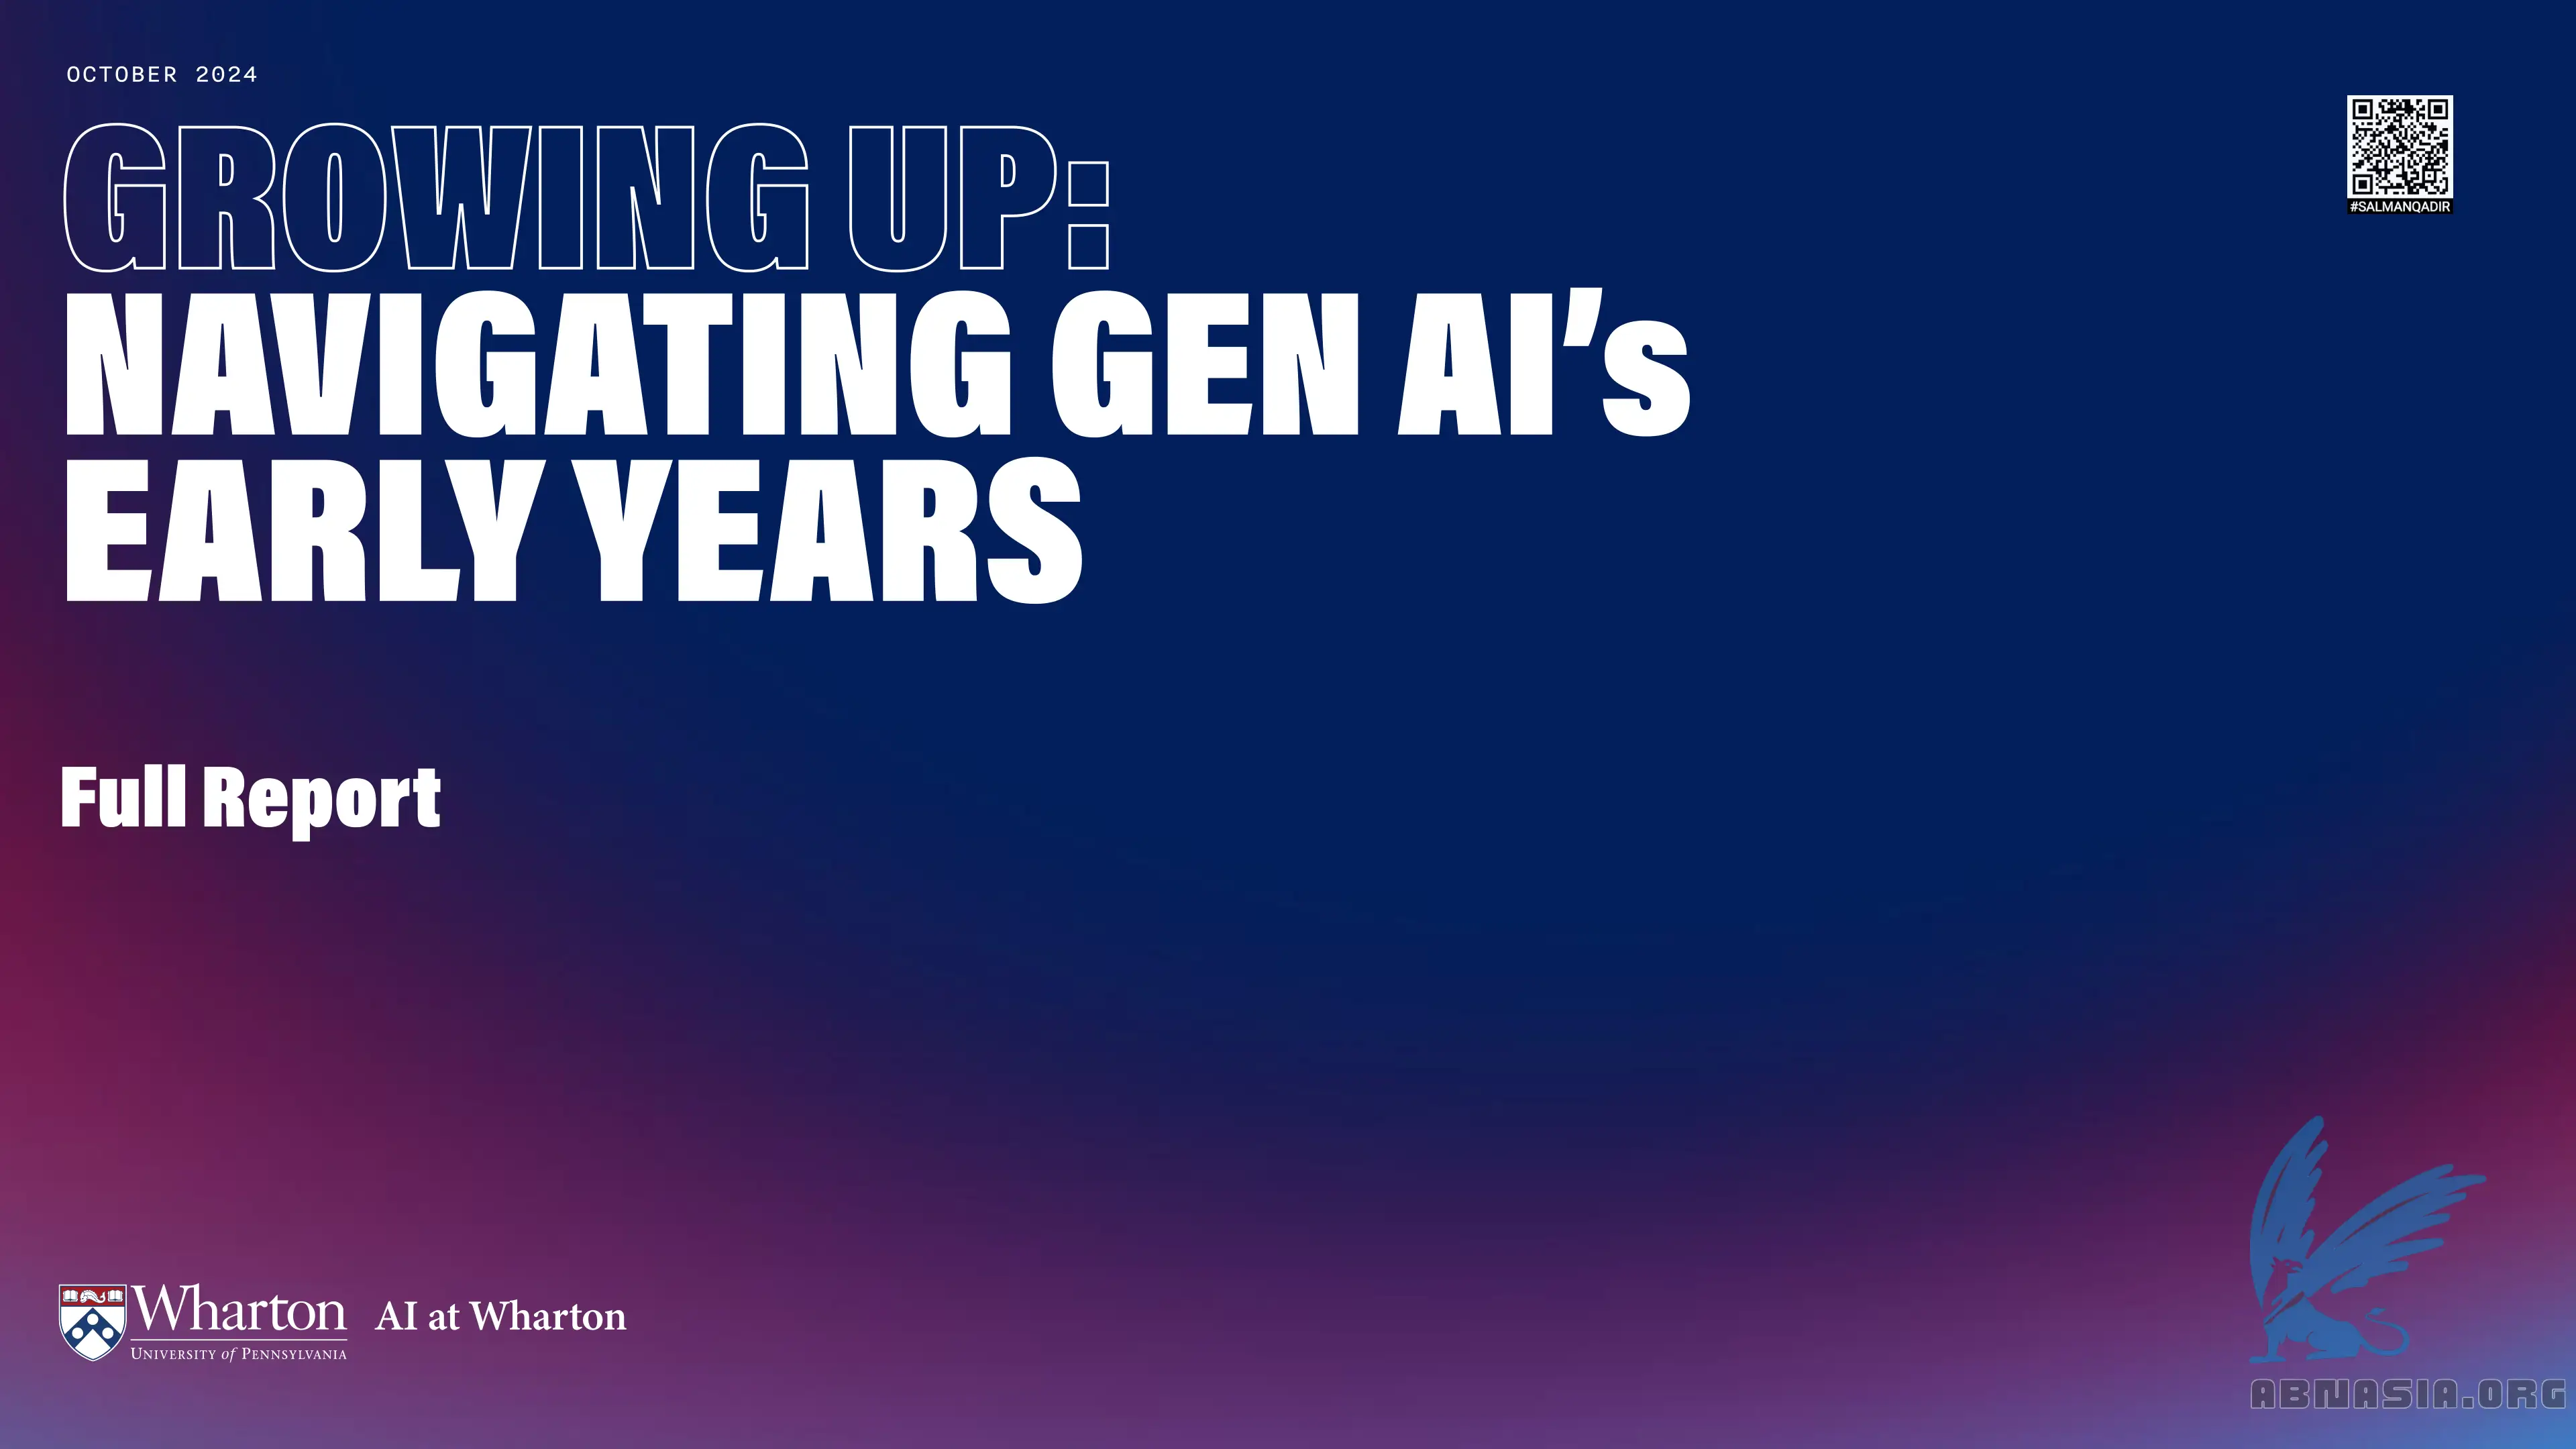 OCTOBER 2024
GROWING UP:
NAVIGATING GEN AI’s
EARLY YEARS
#SALMANQADIR
Full Report
Wharton
UNIVERSITY of PENNSYLVANIA
AI at Wharton
ABNASIA.ORG